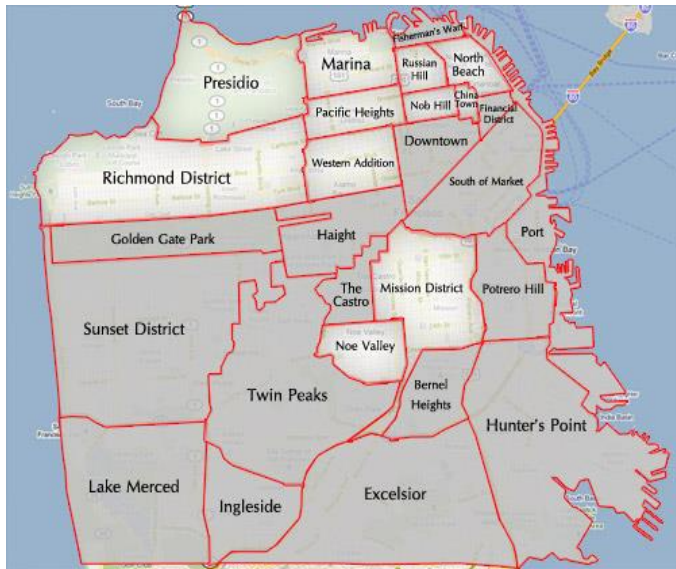 Fisherman's Warf
Marina
Russian
Hill
North
Beach
Presidio
Bay Bridge
South Bay
Pacific Heights
Nob Hill
China
Town
Financial
District
Downtown
Western Addition
Richmond District
South of Market
Golden Gate Park
Haight
Port
The
Castro
Mission District
Potrero Hill
Sunset District
Noe Valley
Twin Peaks
Bernel
Heights
Hunter's Point
Lake Merced
Ingleside
Excelsior